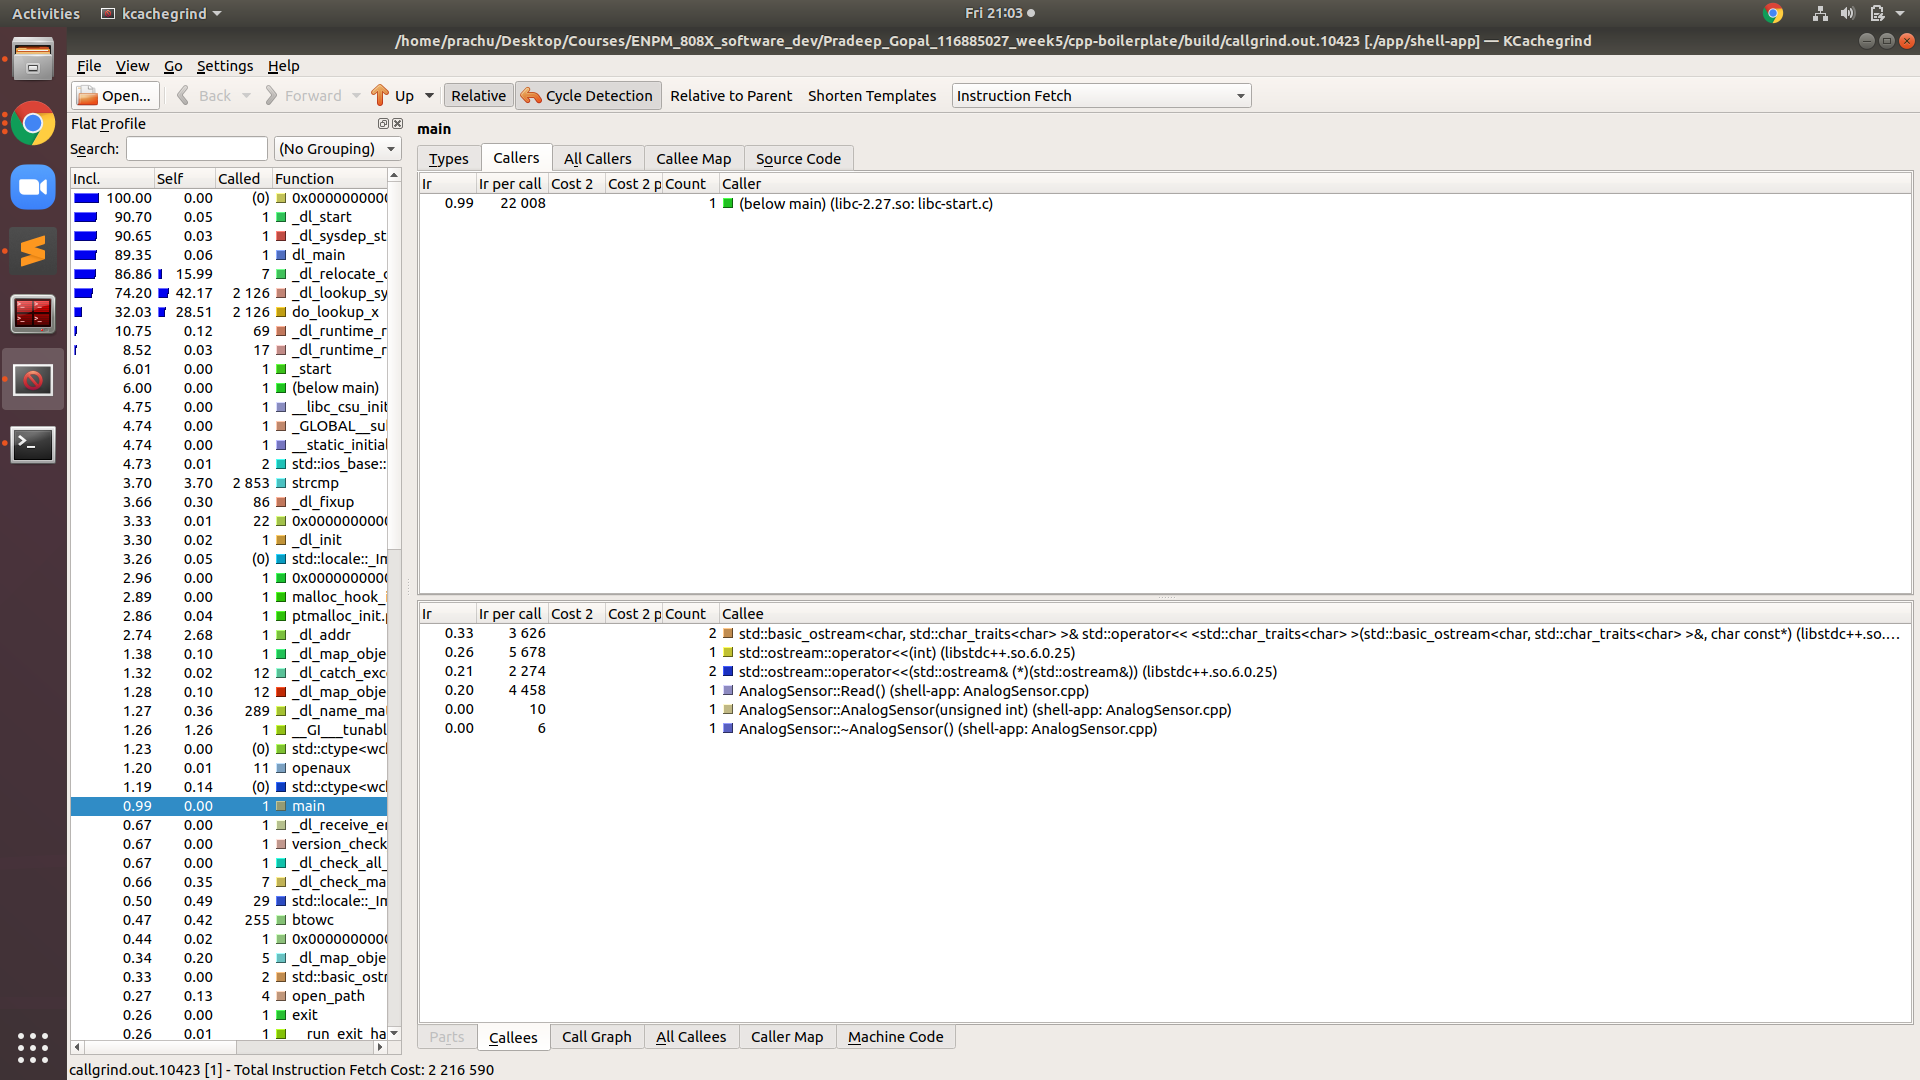 Activities kcachegrind Fri 21:03
/home/prachu/Desktop/Courses/ENPM_808X_software_dev/Pradeep_Gopal_116885027_week5/cpp-boilerplate/build/callgrind.out.10423 [./app/shell-app] — KCachegrind
File View Go Settings Help
Open... Back Forward Up Relative Cycle Detection Relative to Parent Shorten Templates Instruction Fetch
Flat Profile
Search: (No Grouping)
Incl. Self Called Function
100.00 0.00 (0) 0x0000000000
90.70 0.05 1 _dl_start
90.65 0.03 1 _dl_sysdep_st
89.35 0.06 1 dl_main
86.86 15.99 7 _dl_relocate_o
74.20 42.17 2 126 _dl_lookup_sy
32.03 28.51 2 126 do_lookup_x
10.75 0.12 69 _dl_runtime_r
8.52 0.03 17 _dl_runtime_r
6.01 0.00 1 _start
6.00 0.00 1 (below main)
4.75 0.00 1 __libc_csu_init
4.74 0.00 1 _GLOBAL__sul
4.74 0.00 1 __static_initial
4.73 0.01 2 std::ios_base::
3.70 3.70 2 853 strcmp
3.66 0.30 86 _dl_fixup
3.33 0.01 22 0x0000000000
3.30 0.02 1 _dl_init
3.26 0.05 (0) std::locale::_Im
2.96 0.00 1 0x0000000000
2.89 0.00 1 malloc_hook_i
2.86 0.04 1 ptmalloc_init.p
2.74 2.68 1 _dl_addr
1.38 0.10 1 _dl_map_obje
1.32 0.02 12 _dl_catch_exce
1.28 0.10 12 _dl_map_obje
1.27 0.36 289 _dl_name_mat
1.26 1.26 1 __GI___tunabl
1.23 0.00 (0) std::ctype<wcl
1.20 0.01 11 openaux
1.19 0.14 (0) std::ctype<wcl
0.99 0.00 1 main
0.67 0.00 1 _dl_receive_er
0.67 0.00 1 version_check
0.67 0.00 1 _dl_check_all_
0.66 0.35 7 _dl_check_ma
0.50 0.49 29 std::locale::_Im
0.47 0.42 255 btowc
0.44 0.02 1 0x0000000000
0.34 0.20 5 _dl_map_obje
0.33 0.00 2 std::basic_ostr
0.27 0.13 4 open_path
0.26 0.00 1 exit
0.26 0.01 1 __run_exit_ha
main
Types Callers All Callers Callee Map Source Code
Ir Ir per call Cost 2 Cost 2 p Count Caller
0.99 22 008 1 (below main) (libc-2.27.so: libc-start.c)
Ir Ir per call Cost 2 Cost 2 p Count Callee
0.33 3 626 2 std::basic_ostream<char, std::char_traits<char> >& std::operator<< <std::char_traits<char> >(std::basic_ostream<char, std::char_traits<char> >&, char const*) (libstdc++.so....
0.26 5 678 1 std::ostream::operator<<(int) (libstdc++.so.6.0.25)
0.21 2 274 2 std::ostream::operator<<(std::ostream& (*)(std::ostream&)) (libstdc++.so.6.0.25)
0.20 4 458 1 AnalogSensor::Read() (shell-app: AnalogSensor.cpp)
0.00 10 1 AnalogSensor::AnalogSensor(unsigned int) (shell-app: AnalogSensor.cpp)
0.00 6 1 AnalogSensor::~AnalogSensor() (shell-app: AnalogSensor.cpp)
Parts Callees Call Graph All Callees Caller Map Machine Code
callgrind.out.10423 [1] - Total Instruction Fetch Cost: 2 216 590